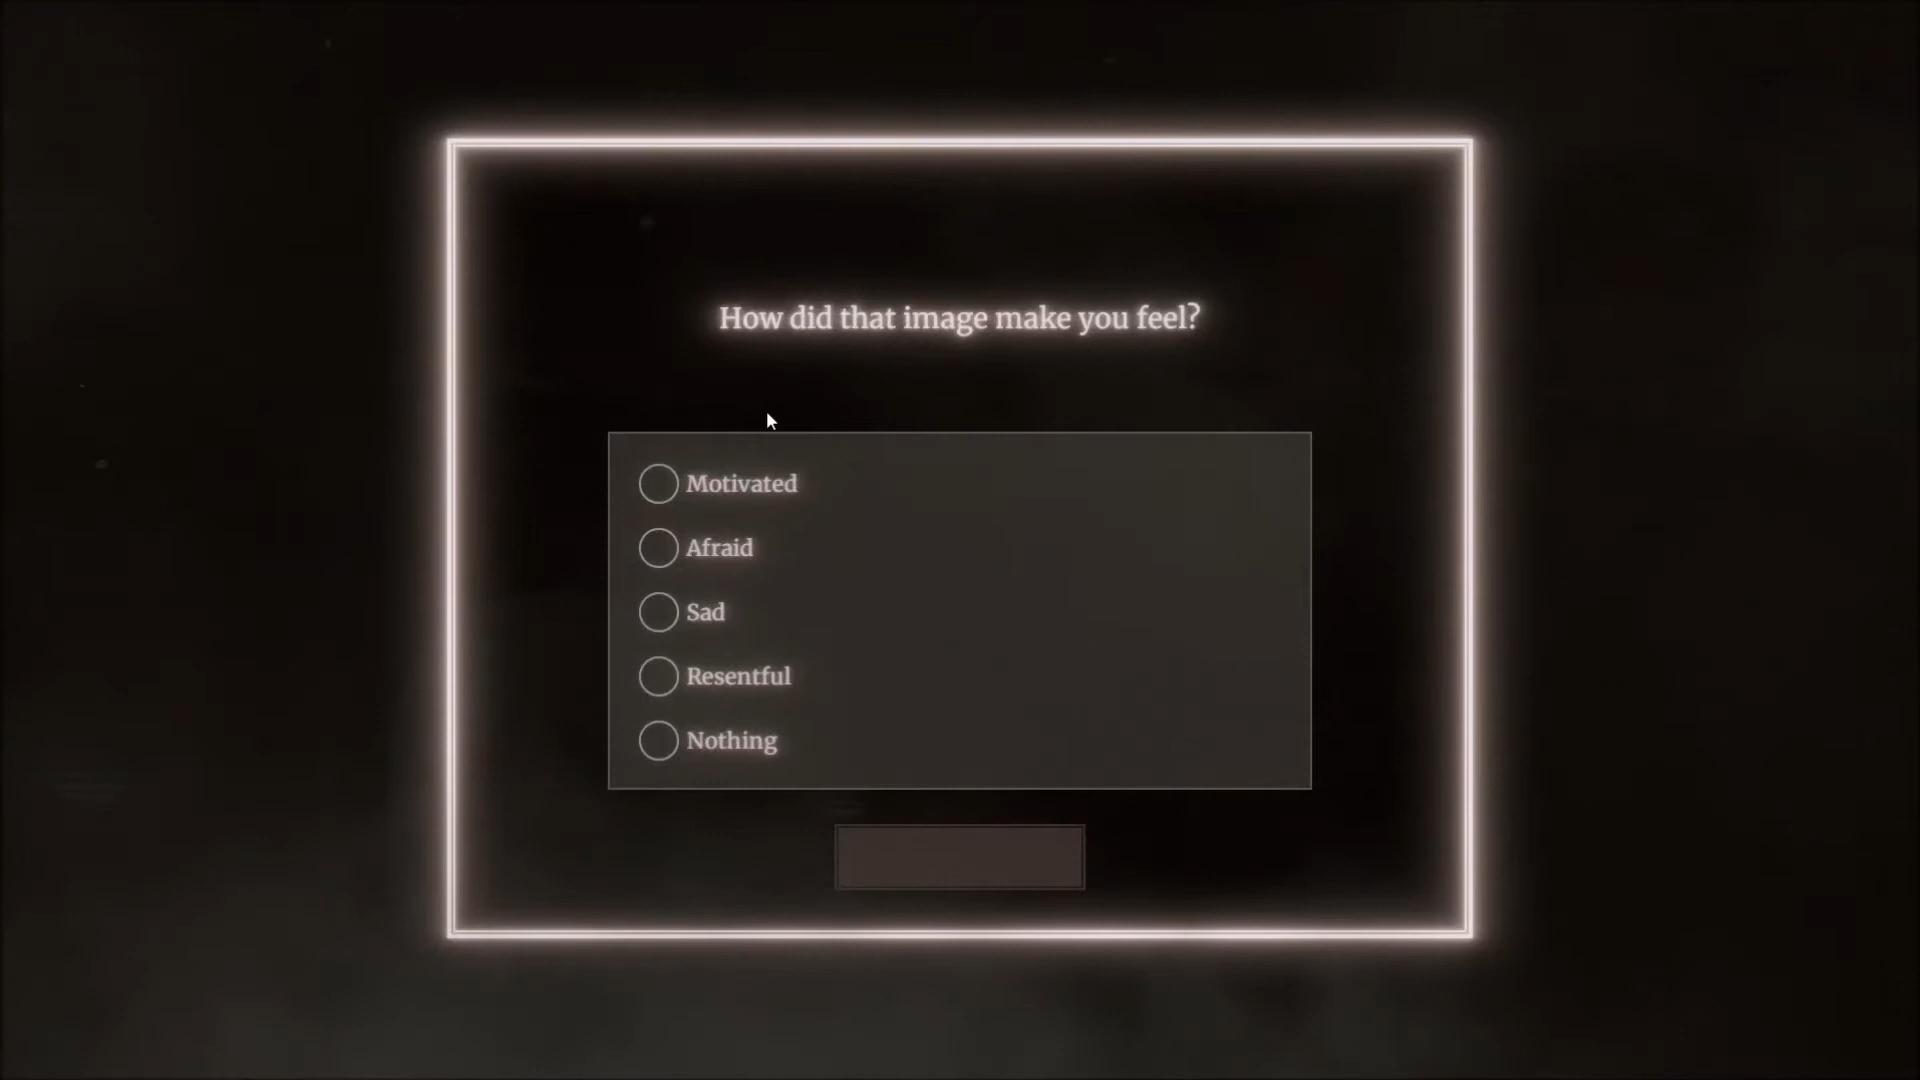 How did that image make you feel?
Motivated
Afraid
Sad
Resentful
Nothing